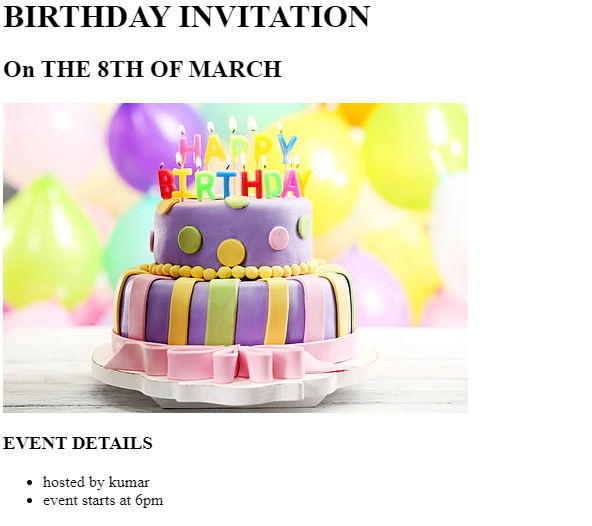 BIRTHDAY INVITATION
On THE 8TH OF MARCH
HAPPY
BIRTHDAY
EVENT DETAILS
hosted by kumar
event starts at 6pm